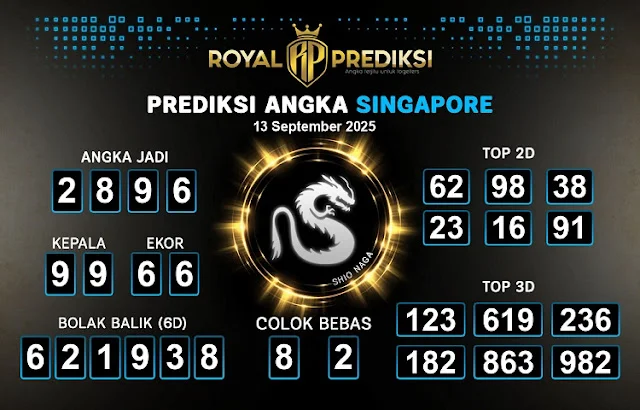 ROYAL RP PREDIKSI
Angka replu untuk togelers
PREDIKSI ANGKA SINGAPORE
13 September 2025
ANGKA JADI
2 8 9 6
KEPALA EKOR
9 9 6 6
BOLAK BALIK (6D)
6 2 1 9 3 8
SHIO NAGA
COLOK BEBAS
8 2
TOP 2D
62 98 38
23 16 91
TOP 3D
123 619 236
182 863 982